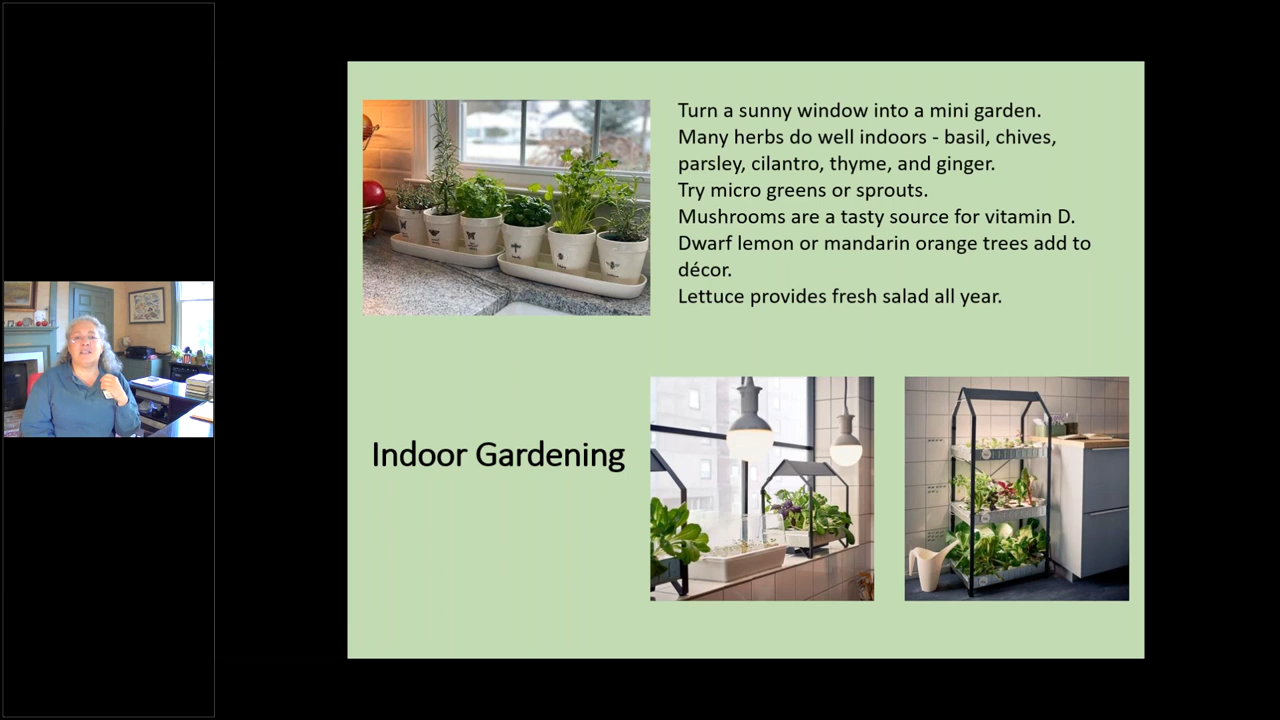 Turn a sunny window into a mini garden.
Many herbs do well indoors - basil, chives,
parsley, cilantro, thyme, and ginger.
Try micro greens or sprouts.
Mushrooms are a tasty source for vitamin D.
Dwarf lemon or mandarin orange trees add to
décor.
Lettuce provides fresh salad all year.
Indoor Gardening